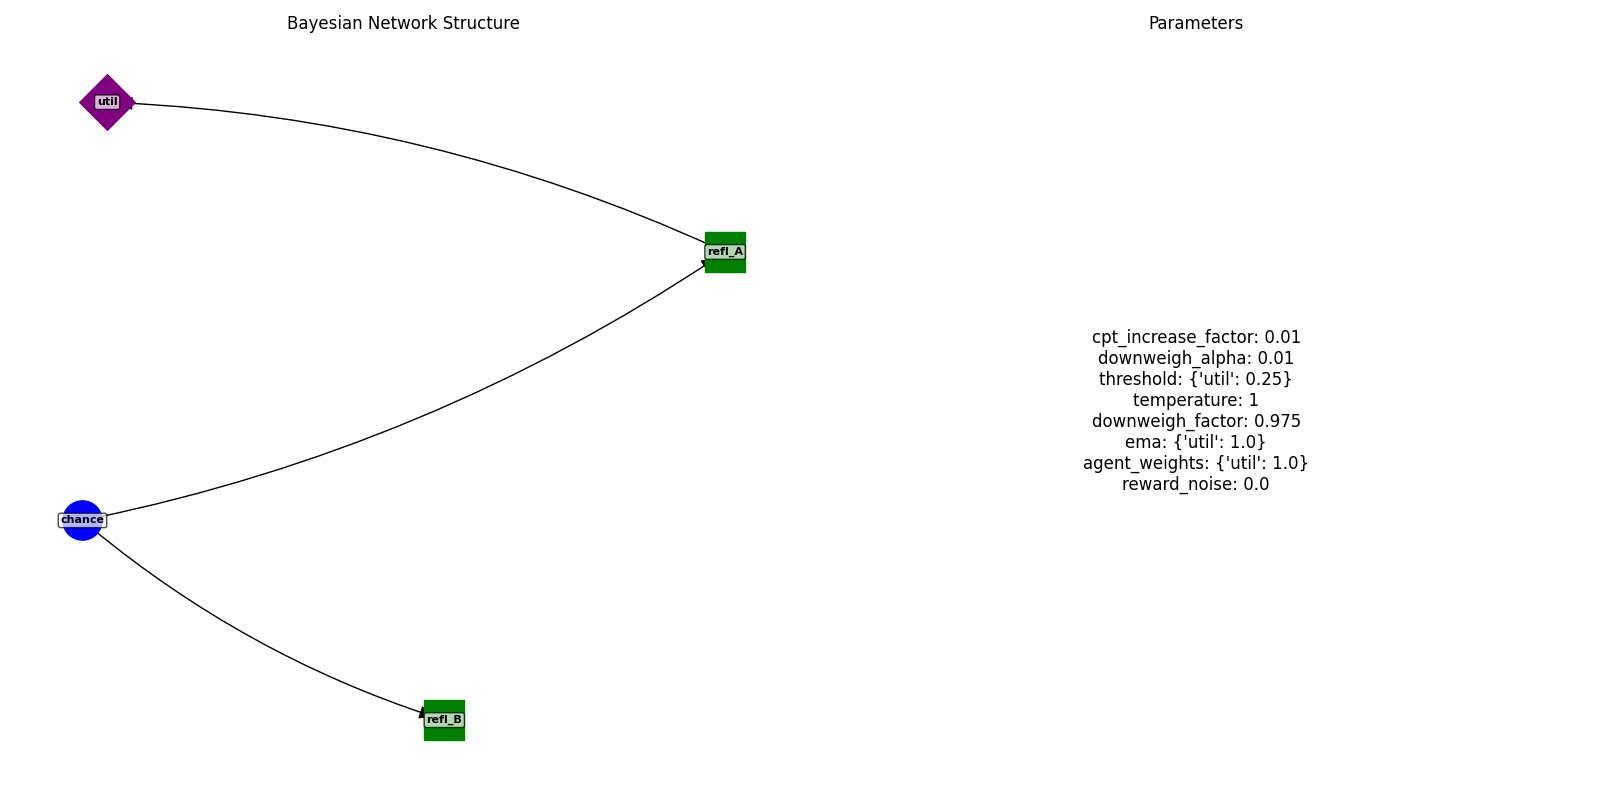 Bayesian Network Structure
Parameters
util
refl_A
chance
refl_B
cpt_increase_factor: 0.01
downweigh_alpha: 0.01
threshold: {'util': 0.25}
temperature: 1
downweigh_factor: 0.975
ema: {'util': 1.0}
agent_weights: {'util': 1.0}
reward_noise: 0.0